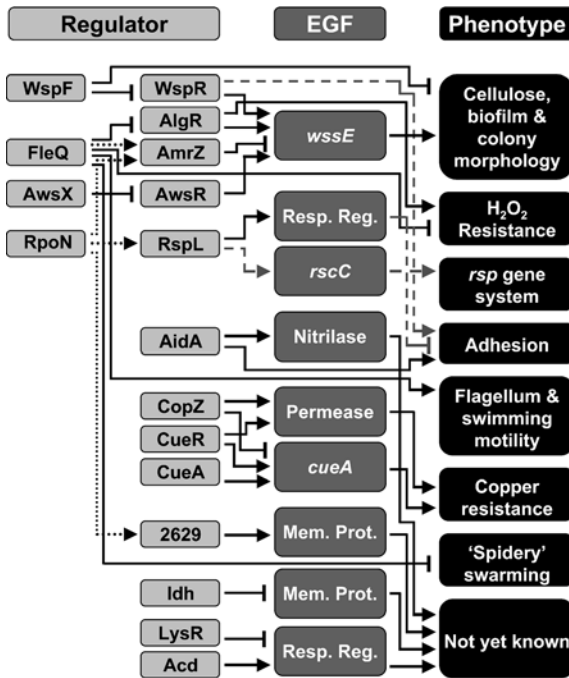 Regulator
EGF
Phenotype
WspF
WspR
AlgR
FleQ
AmrZ
wssE
Cellulose,
biofilm &
colony
morphology
AwsX
AwsR
H₂O₂
Resistance
RpoN
RspL
Resp. Reg.
rscC
rsp gene
system
AidA
Nitrilase
Adhesion
Flagellum &
swimming
motility
CopZ
CueR
CueA
Permease
cueA
Copper
resistance
2629
Mem. Prot.
'Spidery'
swarming
Idh
Mem. Prot.
LysR
Acd
Resp. Reg.
Not yet known